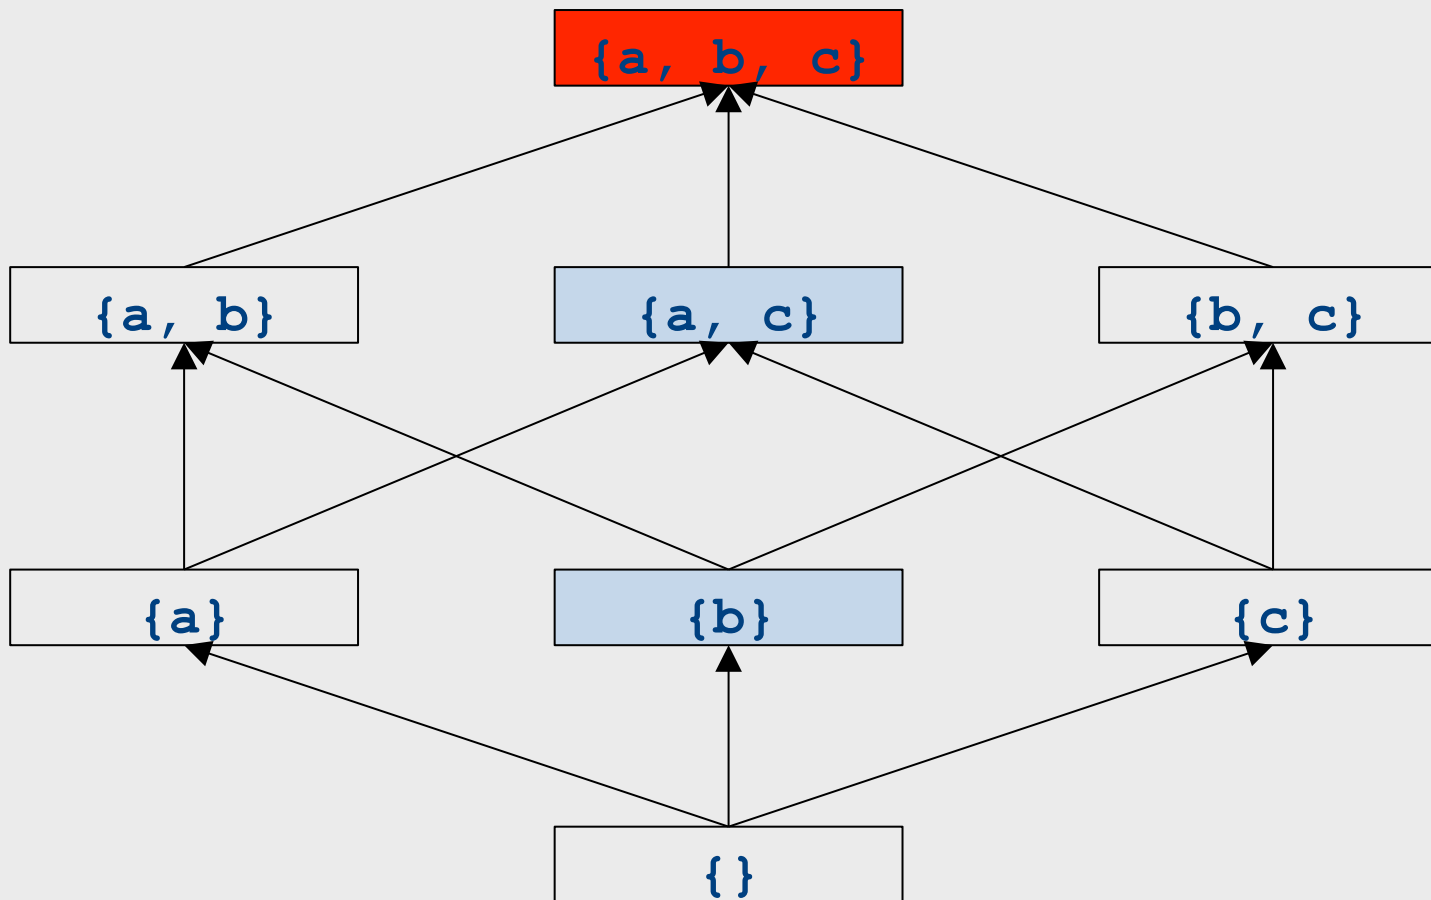 {a, b, c}
{a, b}
{a, c}
{b, c}
{a}
{b}
{c}
{}